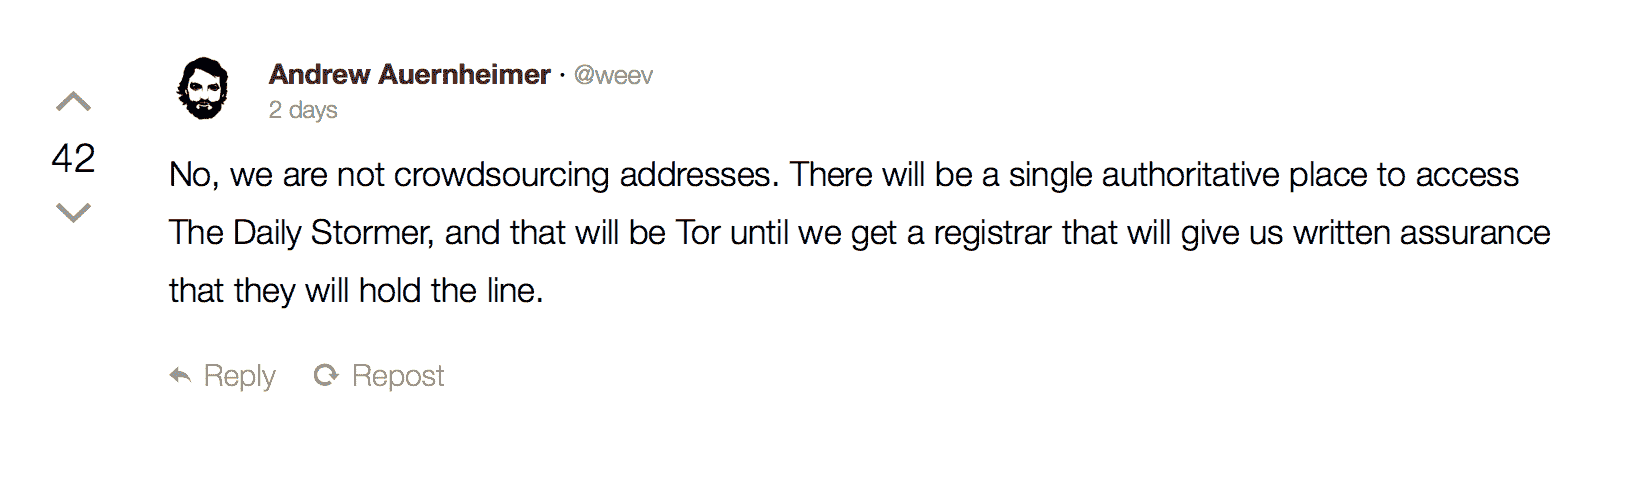 Andrew Auernheimer · @weev
2 days
42
No, we are not crowdsourcing addresses. There will be a single authoritative place to access
The Daily Stormer, and that will be Tor until we get a registrar that will give us written assurance
that they will hold the line.
Reply Repost